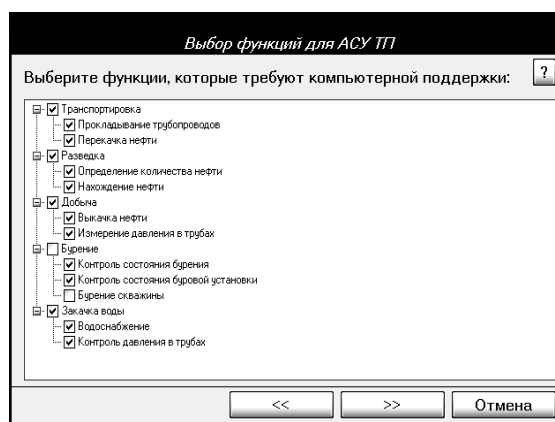 Выбор функций для АСУ ТП
Выберите функции, которые требуют компьютерной поддержки:
?
Транспортировка
Прокладывание трубопроводов
Перекачка нефти
Разведка
Определение количества нефти
Нахождение нефти
Добыча
Выкачка нефти
Измерение давления в трубах
Бурение
Контроль состояния бурения
Контроль состояния буровой установки
Бурение скважины
Закачка воды
Водоснабжение
Контроль давления в трубах
<< >> Отмена